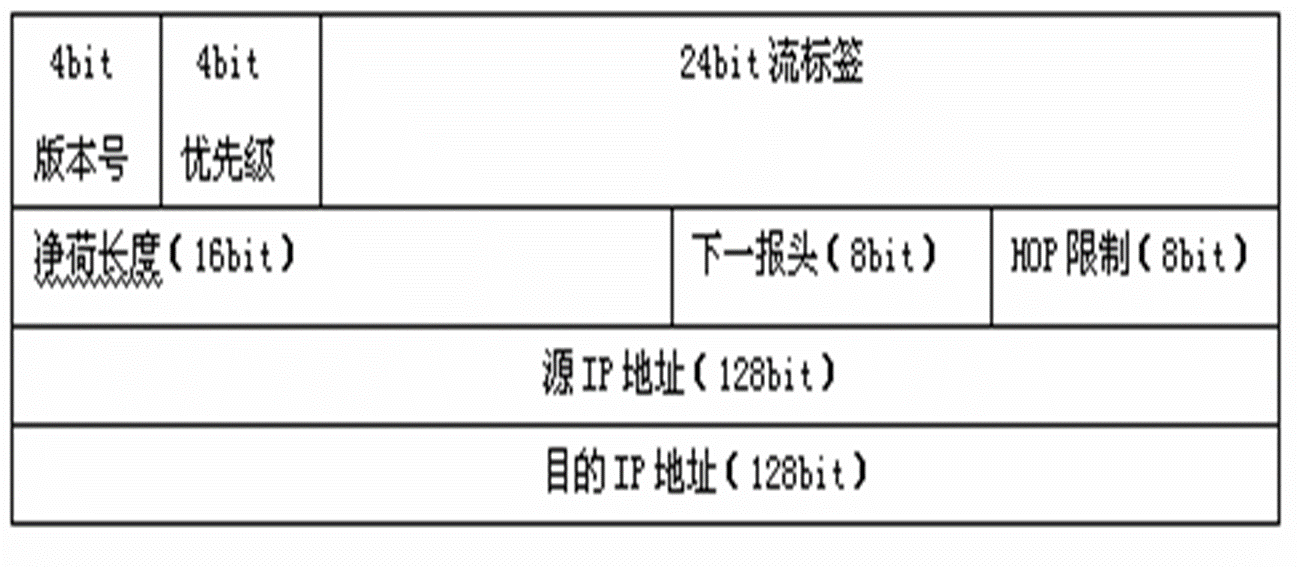 4bit
版本号
4bit
优先级
24bit 流标签
净荷长度(16bit)
下一报头(8bit)
HOP 限制(8bit)
源 IP 地址(128bit)
目的 IP 地址(128bit)